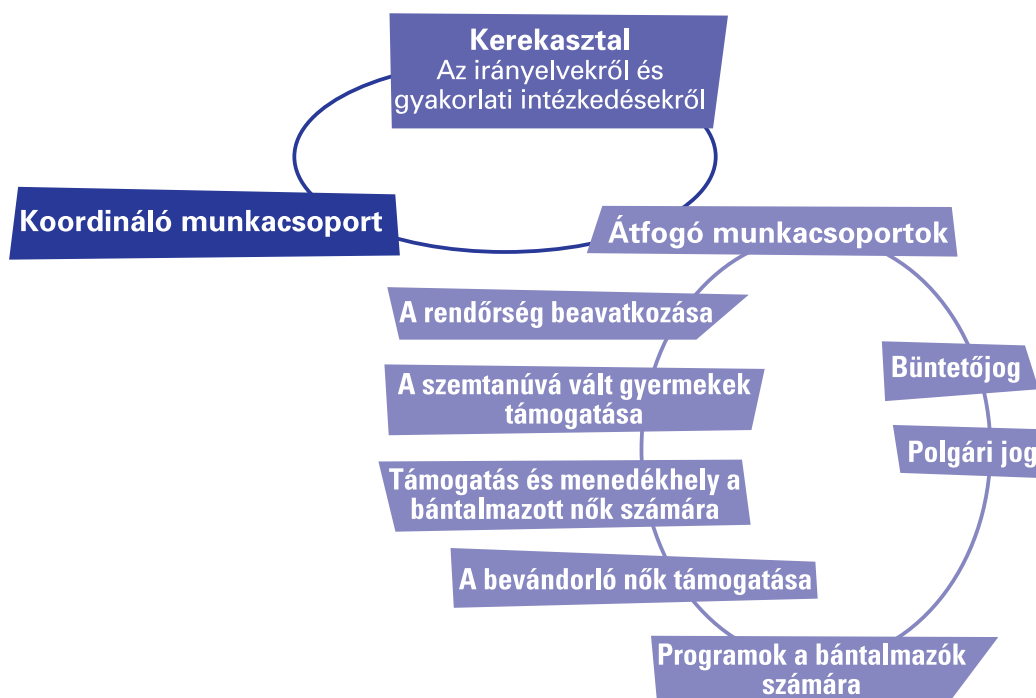 Kerekasztal
Az irányelvekről és
gyakorlati intézkedésekről
Koordináló munkacsoport
Átfogó munkacsoportok
A rendőrség beavatkozása
Büntetőjog
A szemtanúvá vált gyermekek
támogatása
Polgári jog
Támogatás és menedékhely a
bántalmazott nők számára
A bevándorló nők támogatása
Programok a bántalmazók
számára